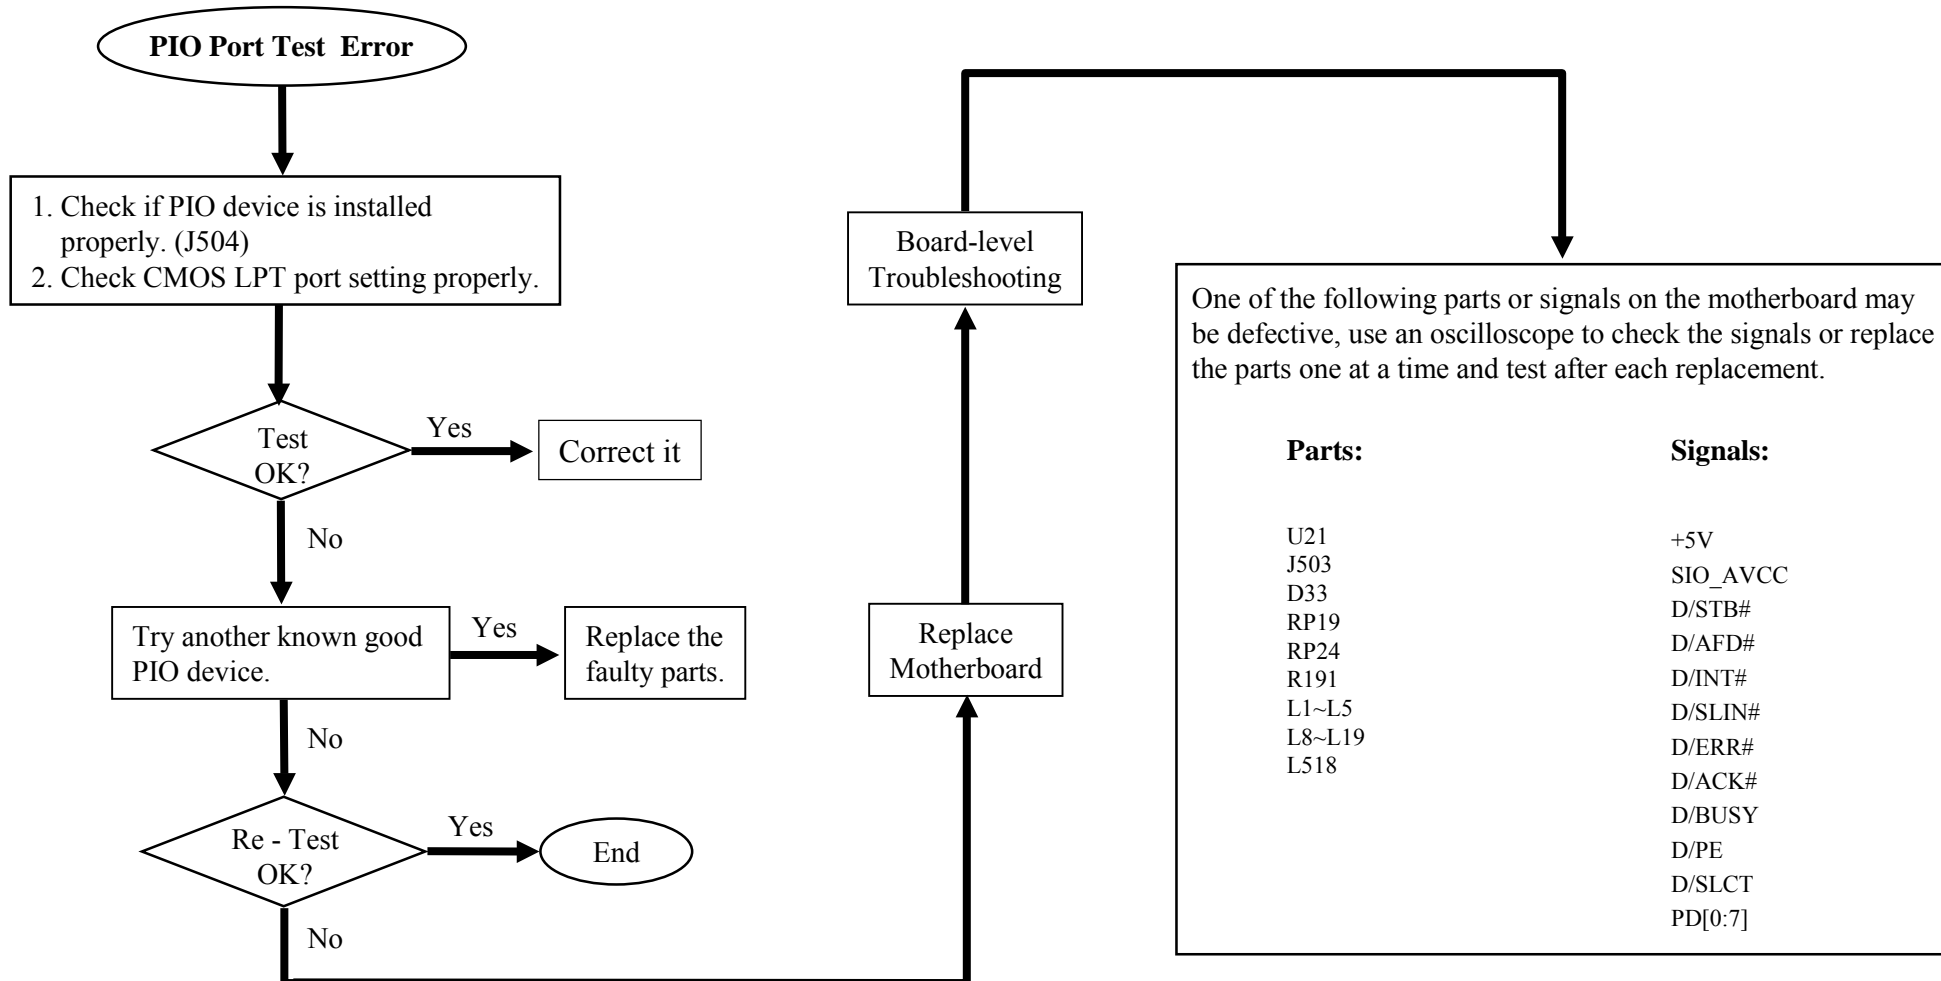 PIO Port Test Error
1. Check if PIO device is installed
properly. (J504)
2. Check CMOS LPT port setting properly.
Test
OK?
Yes
Correct it
No
Try another known good
PIO device.
Yes
Replace the
faulty parts.
No
Re - Test
OK?
Yes
End
No
Replace
Motherboard
Board-level
Troubleshooting
One of the following parts or signals on the motherboard may
be defective, use an oscilloscope to check the signals or replace
the parts one at a time and test after each replacement.
Parts:
U21
J503
D33
RP19
RP24
R191
L1~L5
L8~L19
L518
Signals:
+5V
SIO_AVCC
D/STB#
D/AFD#
D/INT#
D/SLIN#
D/ERR#
D/ACK#
D/BUSY
D/PE
D/SLCT
PD[0:7]